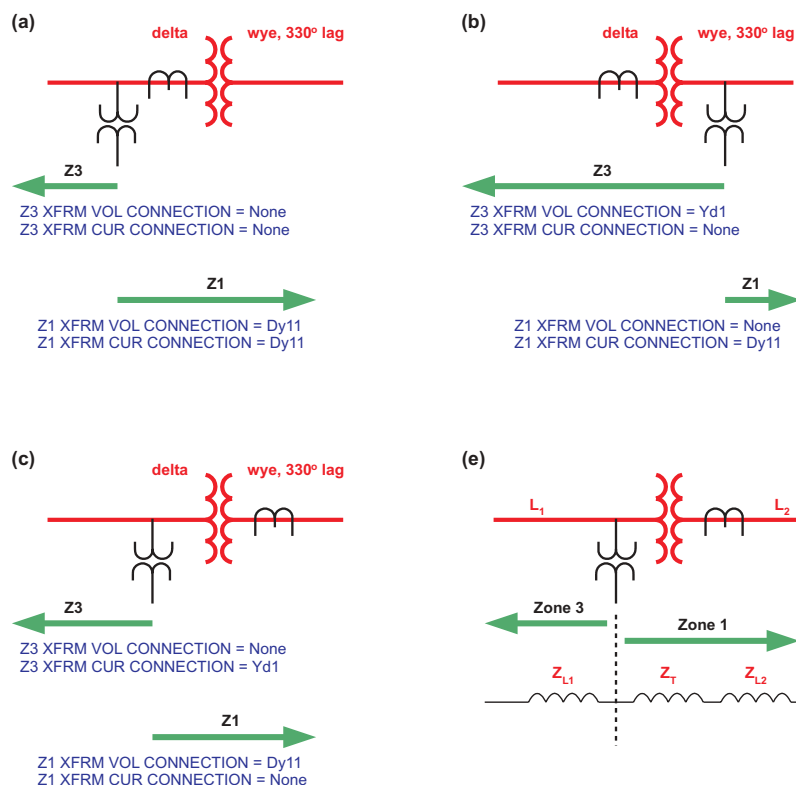 (a)
delta
wye, 330º lag
Z3
Z3 XFRM VOL CONNECTION = None
Z3 XFRM CUR CONNECTION = None
Z1
Z1 XFRM VOL CONNECTION = Dy11
Z1 XFRM CUR CONNECTION = Dy11
(b)
delta
wye, 330º lag
Z3
Z3 XFRM VOL CONNECTION = Yd1
Z3 XFRM CUR CONNECTION = None
Z1
Z1 XFRM VOL CONNECTION = None
Z1 XFRM CUR CONNECTION = Dy11
(c)
delta
wye, 330º lag
Z3
Z3 XFRM VOL CONNECTION = None
Z3 XFRM CUR CONNECTION = Yd1
Z1
Z1 XFRM VOL CONNECTION = Dy11
Z1 XFRM CUR CONNECTION = None
(e)
L1
L2
Zone 3
Zone 1
ZL1
ZT
ZL2